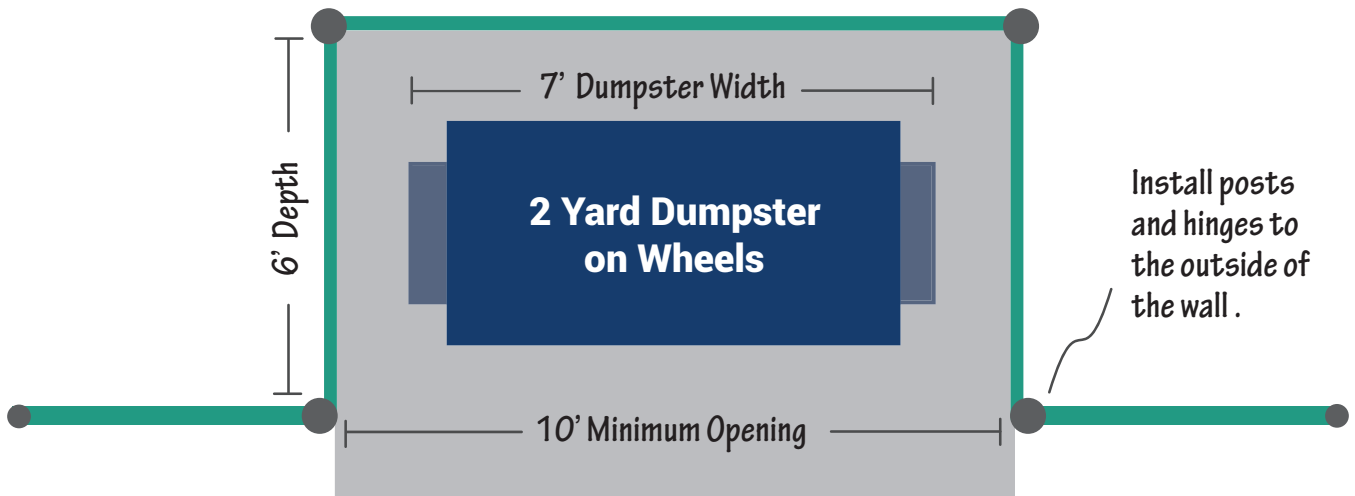 7’ Dumpster Width
6’ Depth
2 Yard Dumpster
on Wheels
Install posts
and hinges to
the outside of
the wall .
10’ Minimum Opening